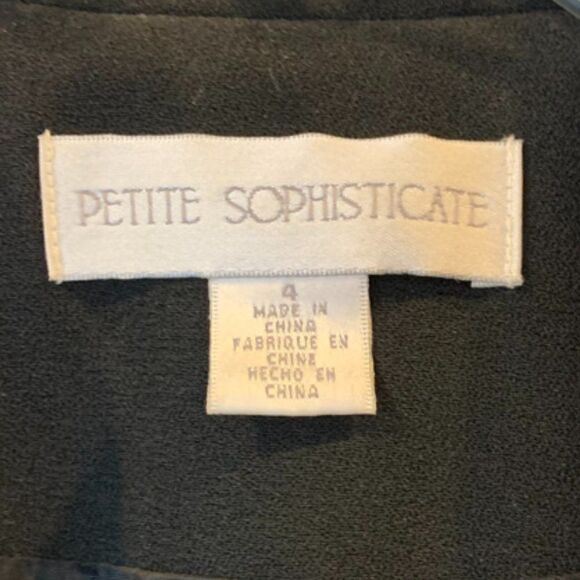 PETITE SOPHISTICATE
4
MADE IN
CHINA
FABRIQUE EN
CHINE
HECHO EN
CHINA